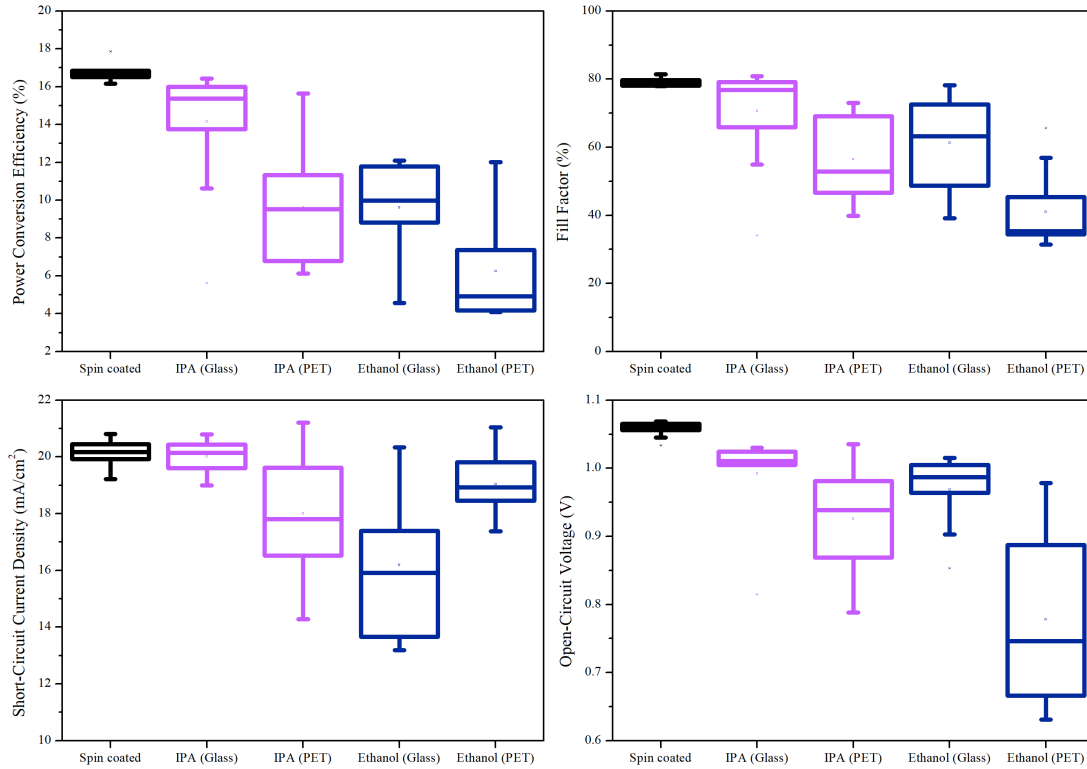 Power Conversion Efficiency (%)
20
18
16
14
12
10
8
6
4
2
Spin coated
IPA (Glass)
IPA (PET)
Ethanol (Glass)
Ethanol (PET)
Fill Factor (%)
100
80
60
40
20
0
Spin coated
IPA (Glass)
IPA (PET)
Ethanol (Glass)
Ethanol (PET)
Short-Circuit Current Density (mA/cm²)
22
20
18
16
14
12
10
Spin coated
IPA (Glass)
IPA (PET)
Ethanol (Glass)
Ethanol (PET)
Open-Circuit Voltage (V)
1.1
1.0
0.9
0.8
0.7
0.6
Spin coated
IPA (Glass)
IPA (PET)
Ethanol (Glass)
Ethanol (PET)